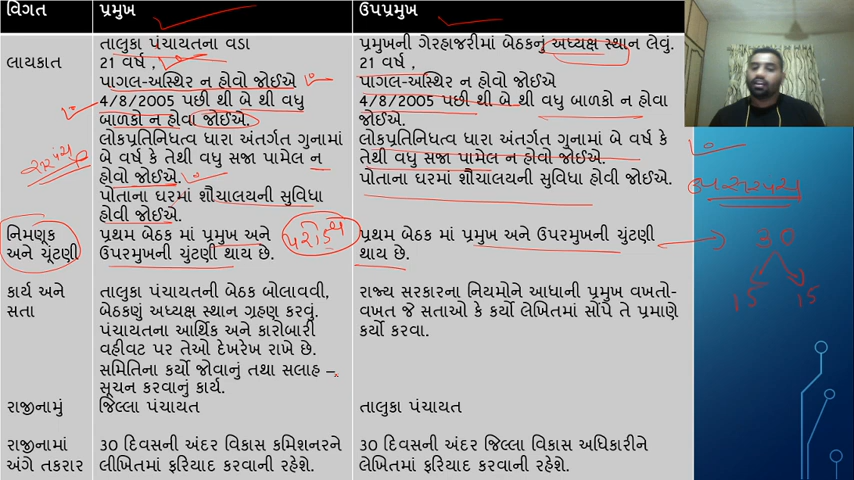 વિગત
પ્રમુખ
ઉપપ્રમુખ
લાયકાત
તાલુકા પંચાયતના વડા
21 વર્ષ ,
પાગલ-અસ્થિર ન હોવો જોઈએ
4/8/2005 પછી થી બે થી વધુ
બાળકો ન હોવા જોઈએ.
લોકપ્રતિનિધત્વ ધારા અંતર્ગત ગુનામાં
બે વર્ષ કે તેથી વધુ સજા પામેલ ન
હોવો જોઈએ.
પોતાના ઘરમાં શૌચાલયની સુવિધા
હોવી જોઈએ.
પ્રમુખની ગેરહાજરીમાં બેઠકનું અધ્યક્ષ સ્થાન લેવું.
21 વર્ષ ,
પાગલ-અસ્થિર ન હોવો જોઈએ
4/8/2005 પછી થી બે થી વધુ બાળકો ન હોવા
જોઈએ.
લોકપ્રતિનિધત્વ ધારા અંતર્ગત ગુનામાં બે વર્ષ કે
તેથી વધુ સજા પામેલ ન હોવો જોઈએ.
પોતાના ઘરમાં શૌચાલયની સુવિધા હોવી જોઈએ.
સરપંચ
ઉપસરપંચ
નિમણૂક
અને ચૂંટણી
પ્રથમ બેઠક માં પ્રમુખ અને
ઉપરમુખની ચુંટણી થાય છે.
પ્રથમ બેઠક માં પ્રમુખ અને ઉપરમુખની ચુંટણી
થાય છે.
30
15 15
કાર્ય અને
સતા
તાલુકા પંચાયતની બેઠક બોલાવવી,
બેઠકણું અધ્યક્ષ સ્થાન ગ્રહણ કરવું.
પંચાયતના આર્થિક અને કારોબારી
વહીવટ પર તેઓ દેખરેખ રાખે છે.
સમિતિના કર્યો જોવાનું તથા સલાહ –
સૂચન કરવાનું કાર્ય.
રાજ્ય સરકારના નિયમોને આધાની પ્રમુખ વખતો-
વખત જે સતાઓ કે કર્યો લેખિતમાં સોંપે તે પ્રમાણે
કર્યો કરવા.
રાજીનામું
જિલ્લા પંચાયત
તાલુકા પંચાયત
રાજીનામાં
અંગે તકરાર
30 દિવસની અંદર વિકાસ કમિશનરને
લીખિતમાં ફરિયાદ કરવાની રહેશે.
30 દિવસની અંદર જિલ્લા વિકાસ અધિકારીને
લેખિતમાં ફરિયાદ કરવાની રહેશે.